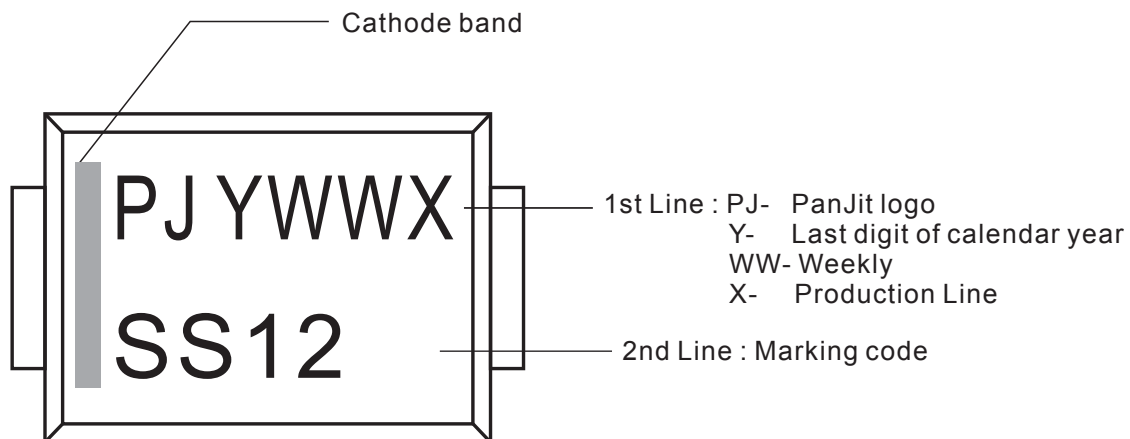 Cathode band
PJ YWWX
1st Line : PJ- PanJit logo
Y- Last digit of calendar year
WW- Weekly
X- Production Line
SS12
2nd Line : Marking code